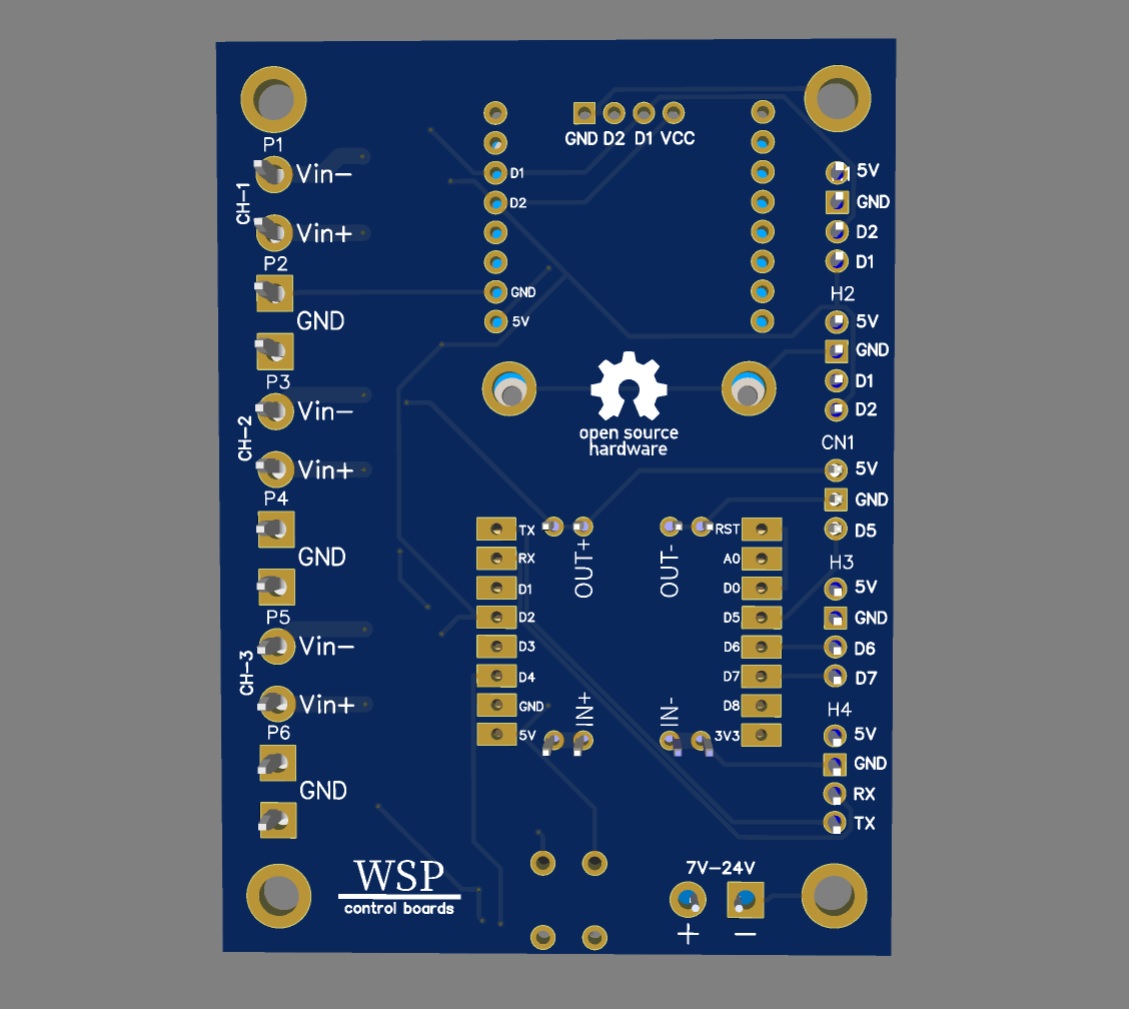 P1
Vin-
CH-1
Vin+
P2
GND
P3
Vin-
CH-2
Vin+
P4
GND
P5
Vin-
CH-3
Vin+
P6
GND
GND D2 D1 VCC
D1
D2
GND
5V
open source
hardware
5V
GND
D2
D1
H2
5V
GND
D1
D2
CN1
5V
GND
D5
H3
5V
GND
D6
D7
H4
5V
GND
RX
TX
TX
RX
D1
D2
D3
D4
GND
5V
OUT+
OUT-
IN+
IN-
RST
A0
D0
D5
D6
D7
D8
3V3
WSP
control boards
7V-24V
+ −